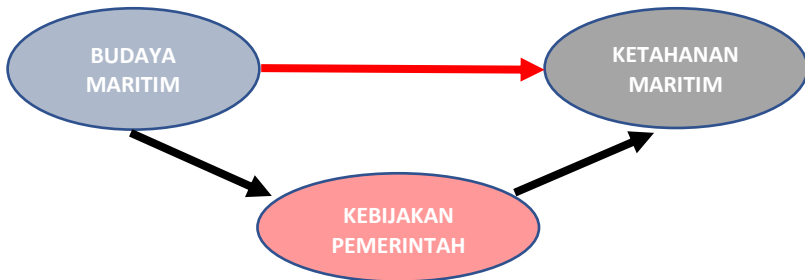 BUDAYA
MARITIM
KETAHANAN
MARITIM
KEBIJAKAN
PEMERINTAH